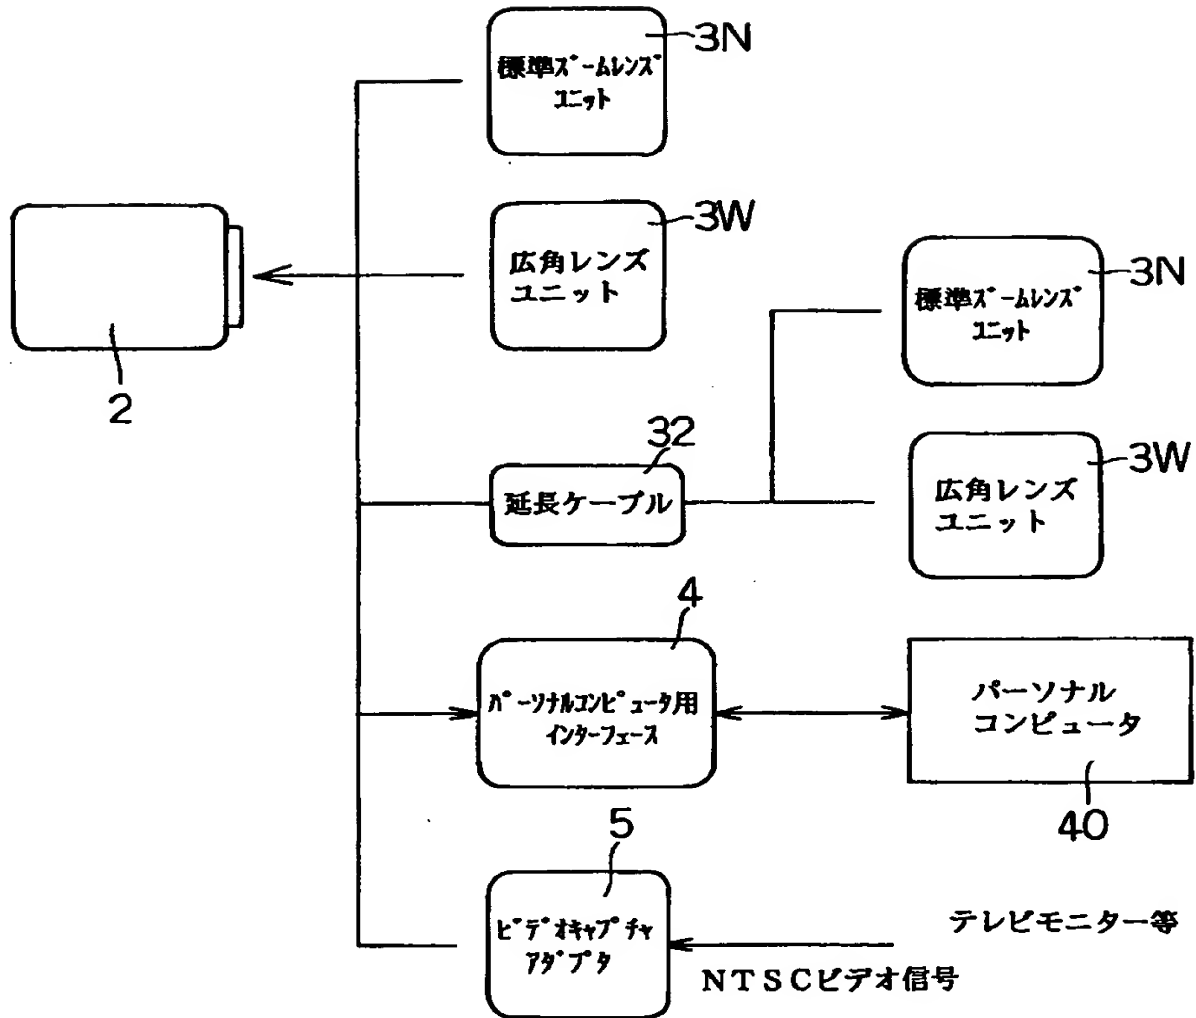 3N
標準ズームレンズ
ユニット
3W
広角レンズ
ユニット
2
3N
標準ズームレンズ
ユニット
32
延長ケーブル
3W
広角レンズ
ユニット
4
パーソナルコンピュータ用
インターフェース
パーソナル
コンピュータ
40
5
ビデオキャプチャ
アダプタ
テレビモニター等
NTSCビデオ信号